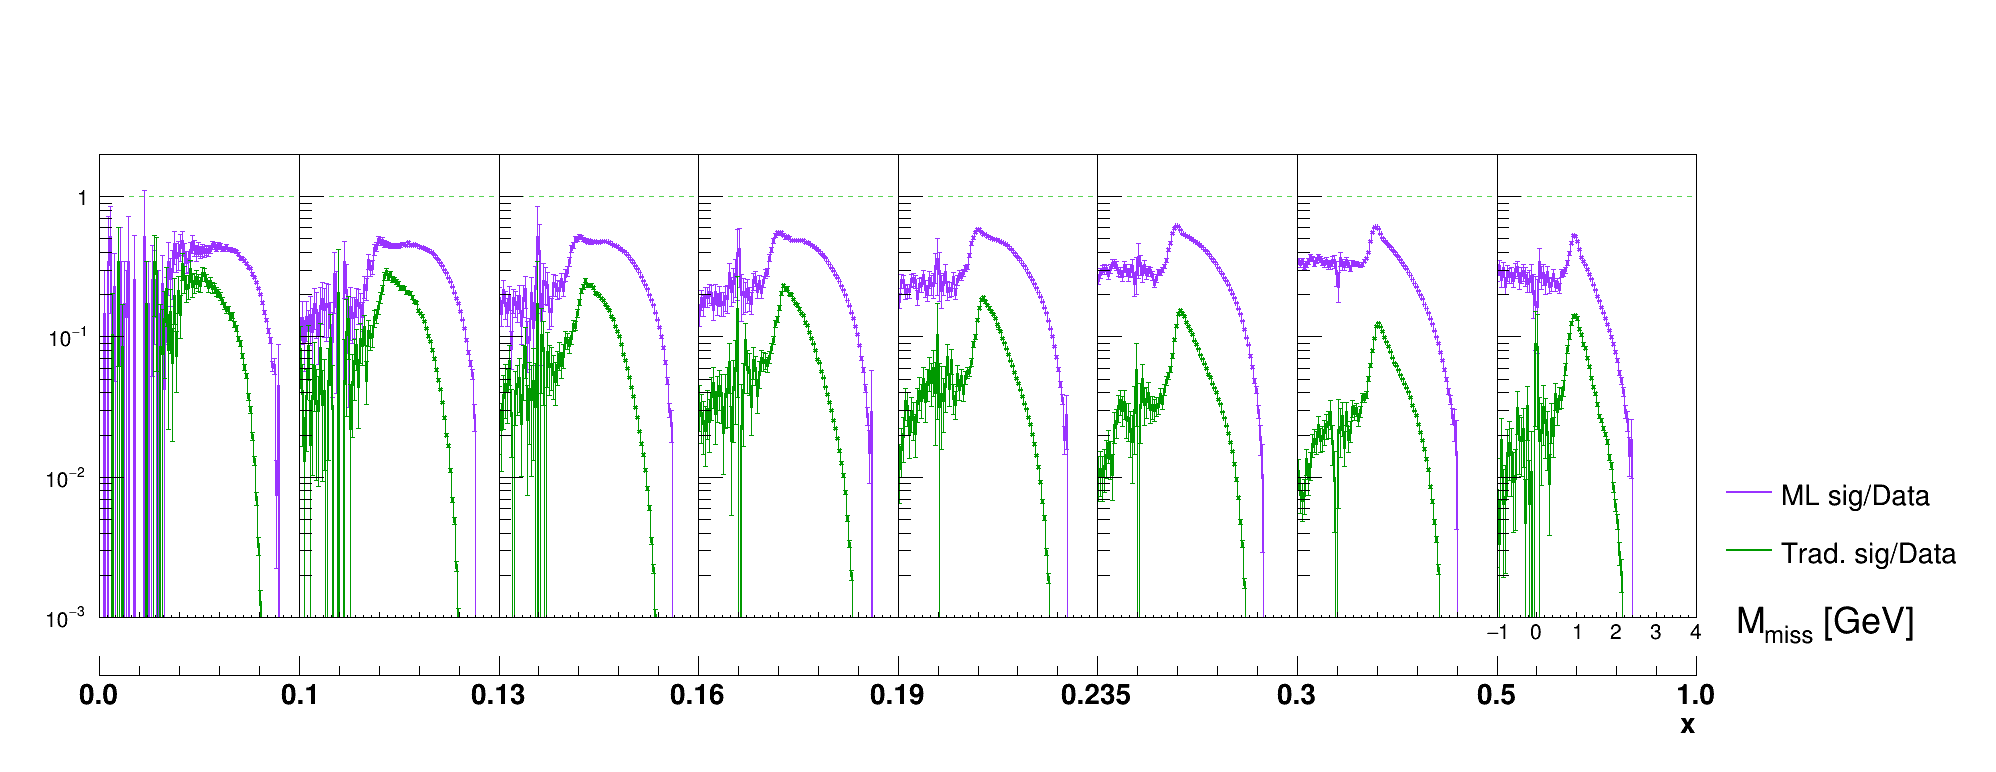 1
10⁻¹
10⁻²
10⁻³
ML sig/Data
Trad. sig/Data
M_miss [GeV]
−1 0 1 2 3 4
0.0 0.1 0.13 0.16 0.19 0.235 0.3 0.5 1.0
x